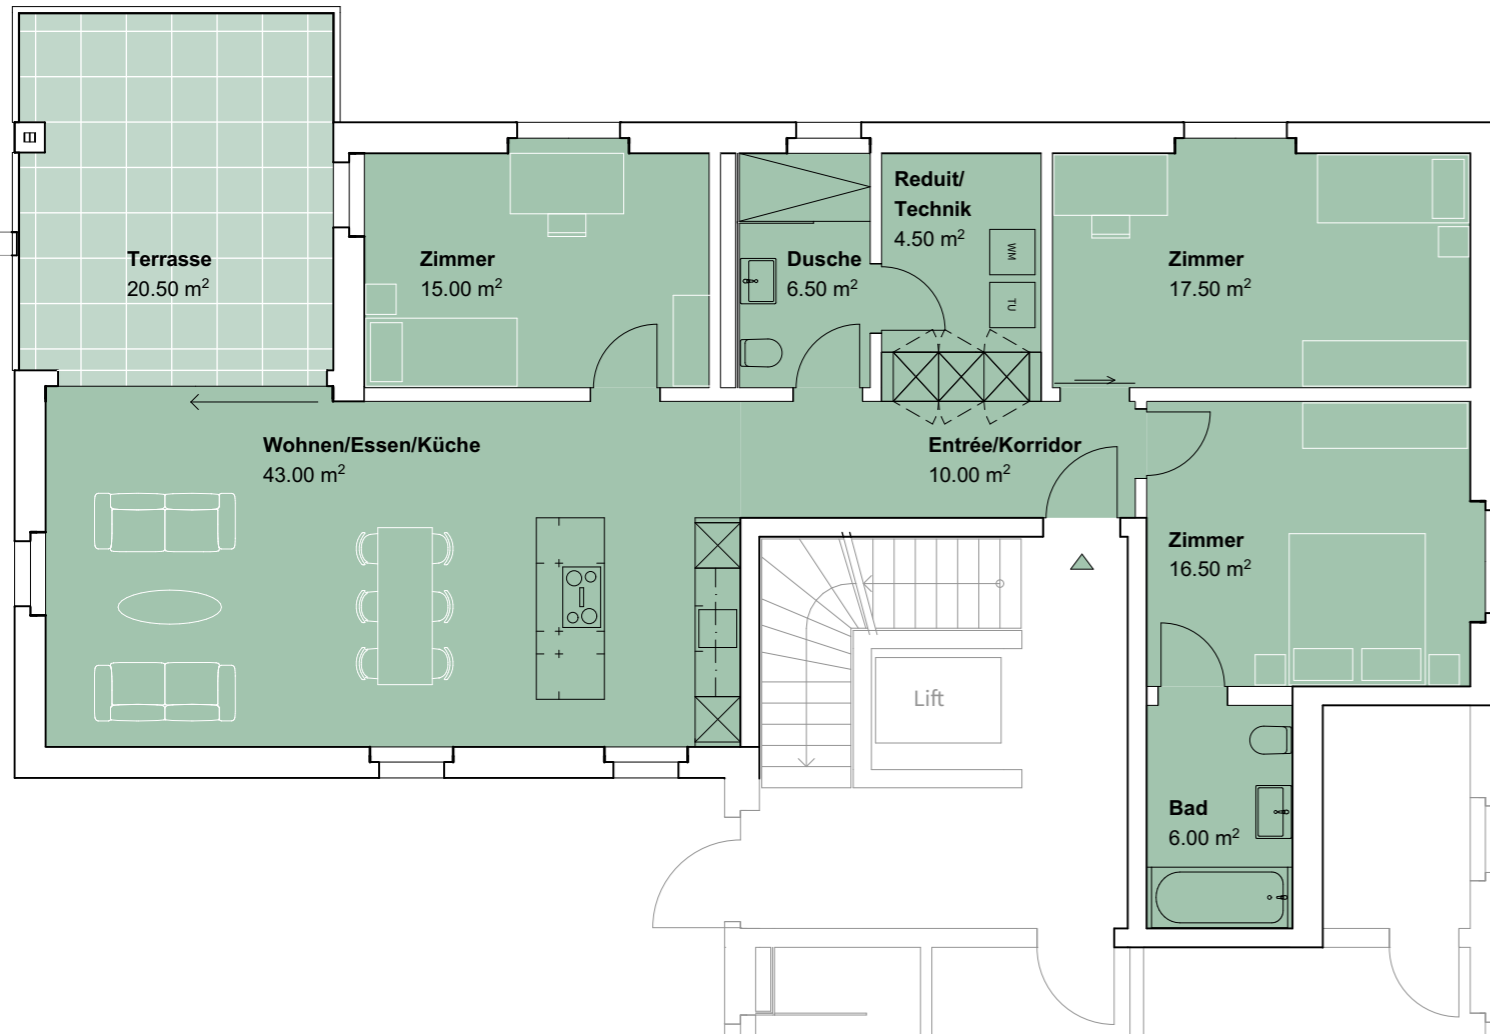 Terrasse
20.50 m²
Zimmer
15.00 m²
Dusche
6.50 m²
Reduit/
Technik
4.50 m²
WM
TU
Zimmer
17.50 m²
Wohnen/Essen/Küche
43.00 m²
Entrée/Korridor
10.00 m²
Zimmer
16.50 m²
Lift
Bad
6.00 m²